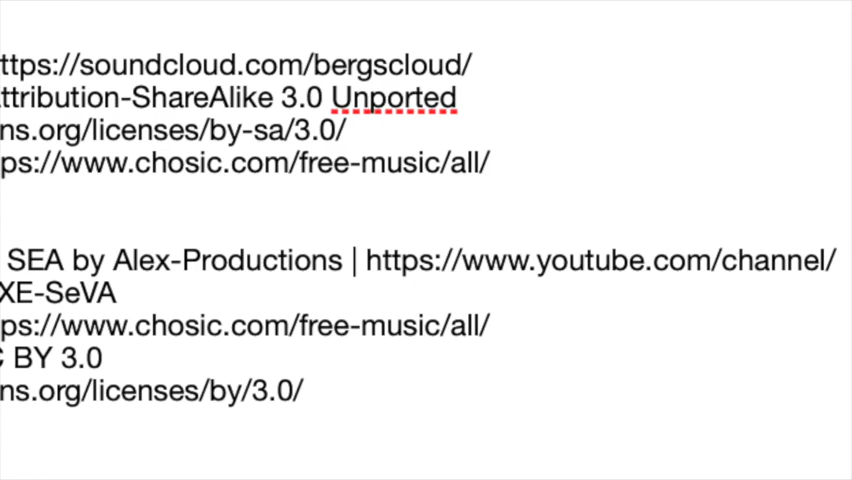 ttps://soundcloud.com/bergscloud/
ttribution-ShareAlike 3.0 Unported
ns.org/licenses/by-sa/3.0/
ps://www.chosic.com/free-music/all/
SEA by Alex-Productions | https://www.youtube.com/channel/
XE-SeVA
ps://www.chosic.com/free-music/all/
C BY 3.0
ns.org/licenses/by/3.0/